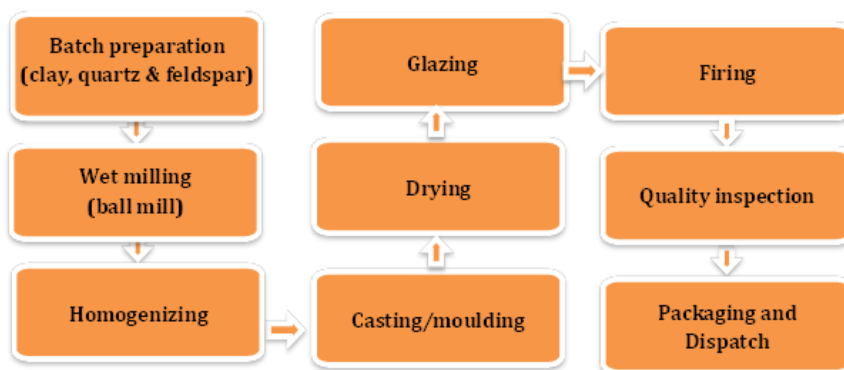 Batch preparation
(clay, quartz & feldspar)
Wet milling
(ball mill)
Homogenizing
Casting/moulding
Drying
Glazing
Firing
Quality inspection
Packaging and
Dispatch